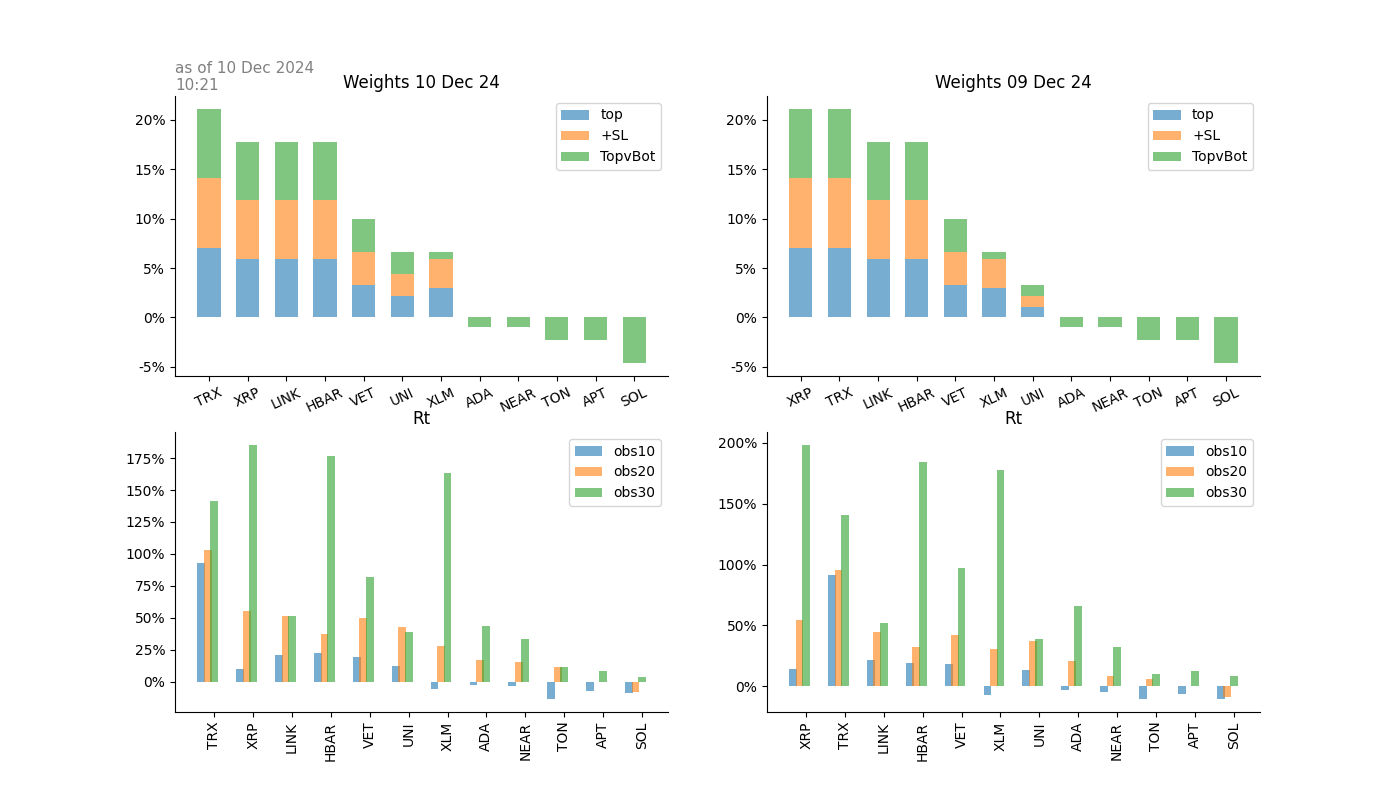 as of 10 Dec 2024
10:21
Weights 10 Dec 24
20%
15%
10%
5%
0%
-5%
top
+SL
TopvBot
TRX XRP LINK HBAR VET UNI XLM ADA NEAR TON APT SOL
Weights 09 Dec 24
20%
15%
10%
5%
0%
-5%
top
+SL
TopvBot
XRP TRX LINK HBAR VET XLM UNI ADA NEAR TON APT SOL
Rt
175%
150%
125%
100%
75%
50%
25%
0%
obs10
obs20
obs30
TRX XRP LINK HBAR VET UNI XLM ADA NEAR TON APT SOL
Rt
200%
150%
100%
50%
0%
obs10
obs20
obs30
XRP TRX LINK HBAR VET XLM UNI ADA NEAR TON APT SOL